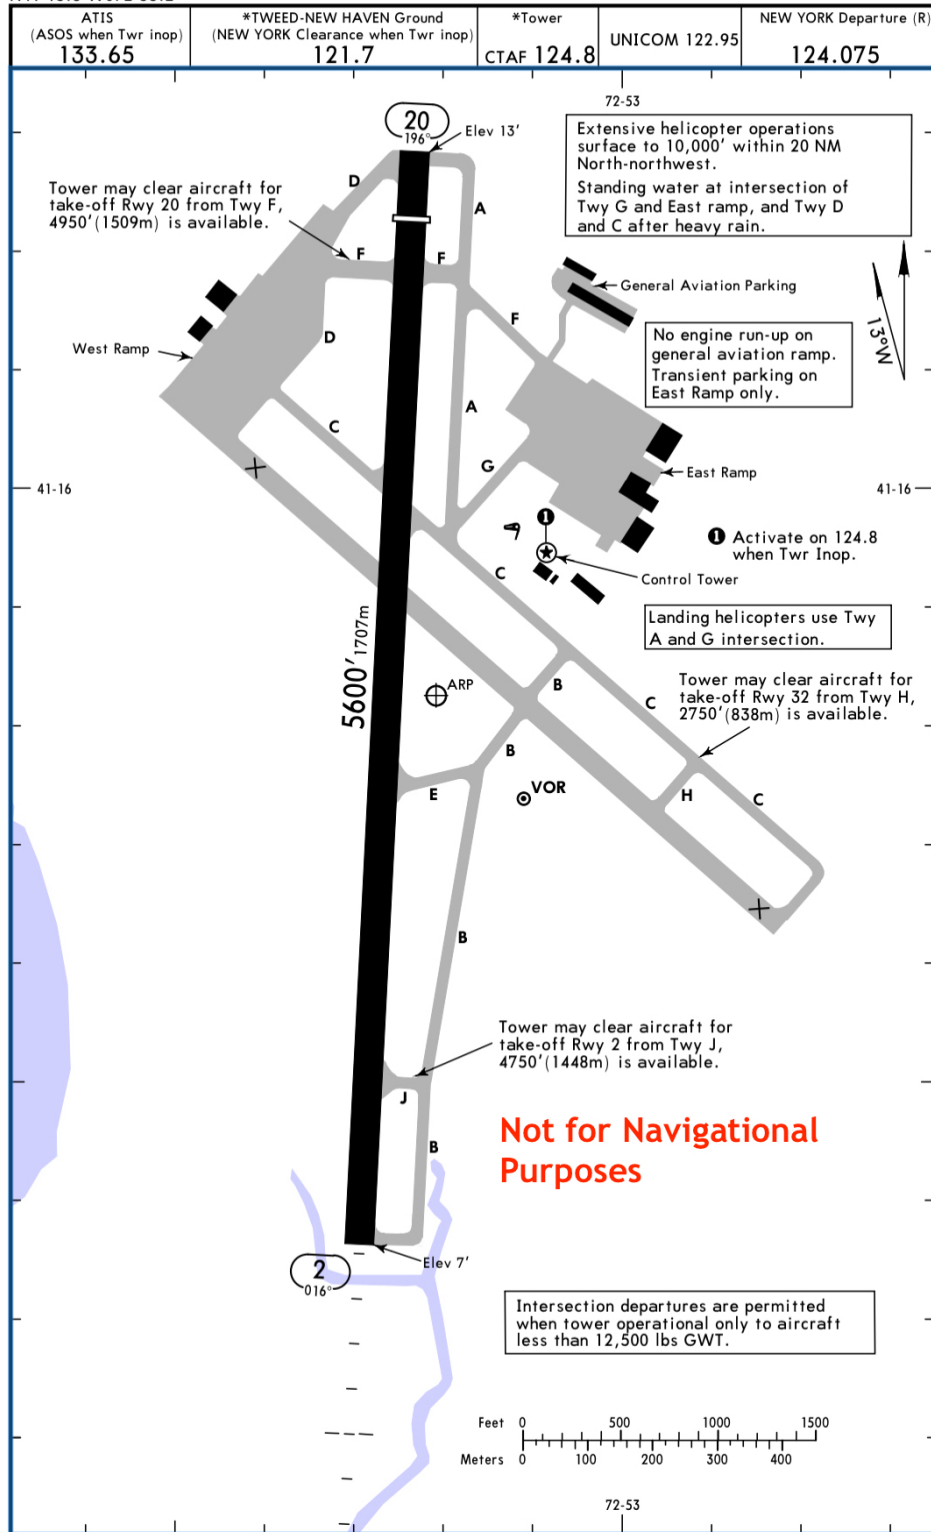 ATIS
(ASOS when Twr inop)
133.65
*TWEED-NEW HAVEN Ground
(NEW YORK Clearance when Twr inop)
121.7
*Tower
CTAF 124.8
UNICOM 122.95
NEW YORK Departure (R)
124.075
72-53
20
196°
Elev 13'
Extensive helicopter operations
surface to 10,000' within 20 NM
North-northwest.
Standing water at intersection of
Twy G and East ramp, and Twy D
and C after heavy rain.
Tower may clear aircraft for
take-off Rwy 20 from Twy F,
4950'(1509m) is available.
D
A
F
F
General Aviation Parking
13°W
F
No engine run-up on
general aviation ramp.
Transient parking on
East Ramp only.
West Ramp
D
A
C
G
East Ramp
41-16
41-16
1
1 Activate on 124.8
when Twr Inop.
C
Control Tower
Landing helicopters use Twy
A and G intersection.
5600' 1707m
ARP
B
C
Tower may clear aircraft for
take-off Rwy 32 from Twy H,
2750'(838m) is available.
B
E
VOR
H
C
B
Tower may clear aircraft for
take-off Rwy 2 from Twy J,
4750'(1448m) is available.
J
B
Not for Navigational
Purposes
2
016°
Elev 7'
Intersection departures are permitted
when tower operational only to aircraft
less than 12,500 lbs GWT.
Feet 0 500 1000 1500
Meters 0 100 200 300 400
72-53